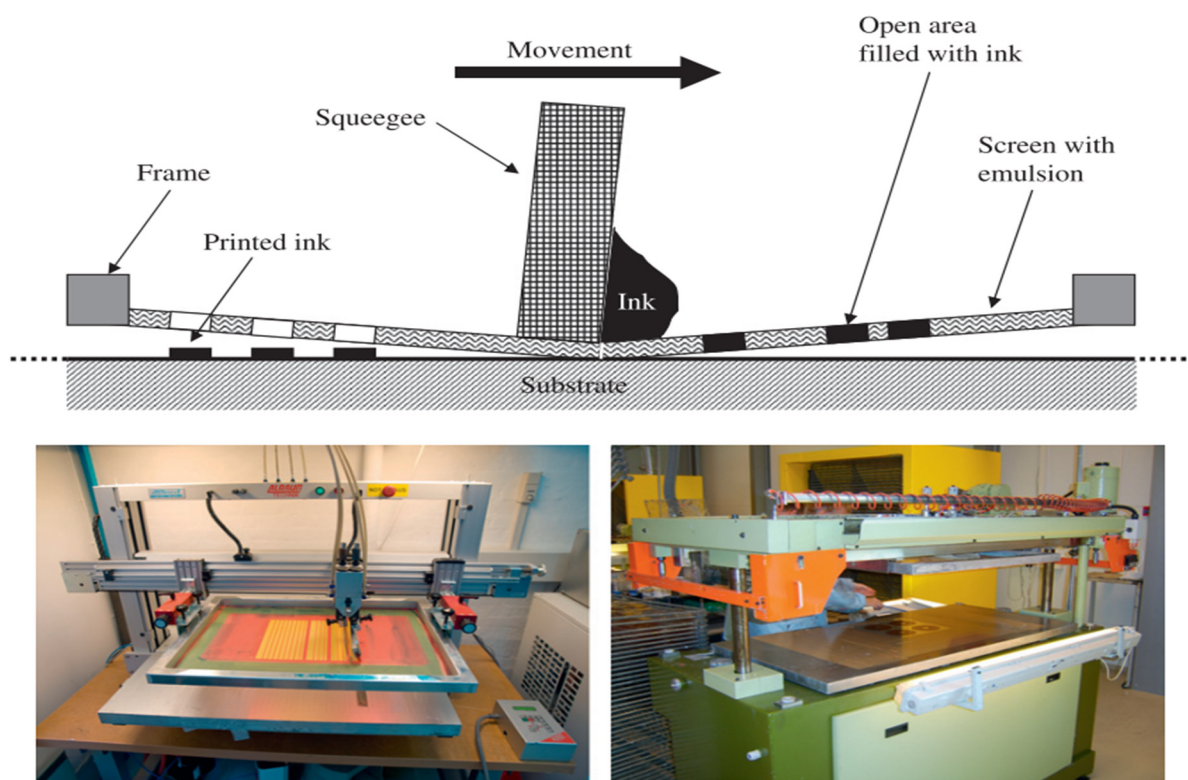 Movement
Open area
filled with ink
Squeegee
Screen with
emulsion
Frame
Printed ink
Ink
Substrate